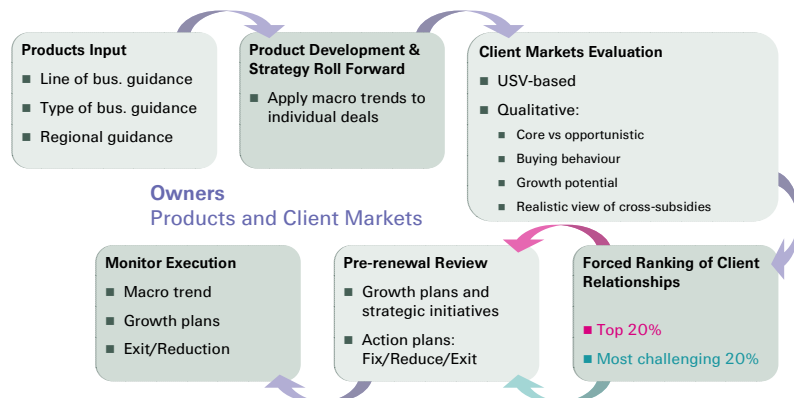 Products Input
■ Line of bus. guidance
■ Type of bus. guidance
■ Regional guidance
Product Development &
Strategy Roll Forward
■ Apply macro trends to
individual deals
Client Markets Evaluation
■ USV-based
■ Qualitative:
■ Core vs opportunistic
■ Buying behaviour
■ Growth potential
■ Realistic view of cross-subsidies
Owners
Products and Client Markets
Monitor Execution
■ Macro trend
■ Growth plans
■ Exit/Reduction
Pre-renewal Review
■ Growth plans and
strategic initiatives
■ Action plans:
Fix/Reduce/Exit
Forced Ranking of Client
Relationships
■ Top 20%
■ Most challenging 20%